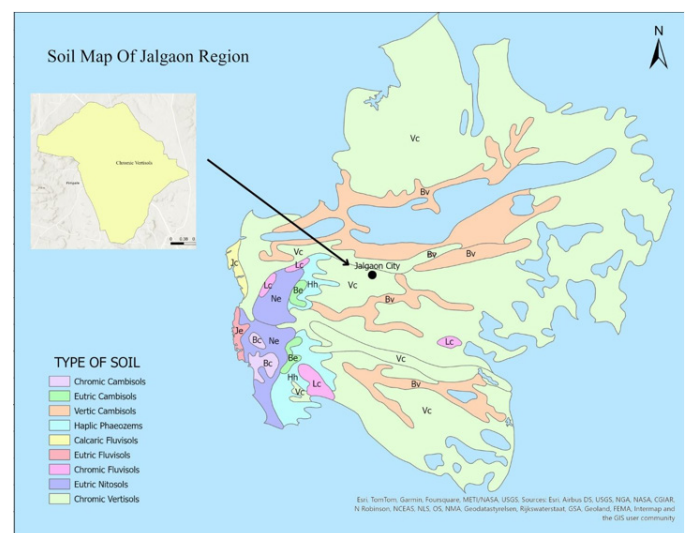 Soil Map Of Jalgaon Region
N
Chromic Vertisols
Vc
Bv
Vc
Bv
Bv
Jalgaon City
Lc
Jc
Lc
Be
Hh
Vc
Ne
Bv
Je
Bc
Ne
Lc
Be
Vc
Bc
Hh
Lc
Bv
Vc
Vc
TYPE OF SOIL
Chromic Cambisols
Eutric Cambisols
Vertic Cambisols
Haplic Phaeozems
Calcaric Fluvisols
Eutric Fluvisols
Chromic Fluvisols
Eutric Nitosols
Chromic Vertisols
Esri, TomTom, Garmin, Foursquare, METI/NASA, USGS. Sources: Esri, Airbus DS, USGS, NGA, NASA, CGIAR,
N Robinson, NCEAS, NLS, OS, NMA, Geodatastyrelsen, Rijkswaterstaat, GSA, Geoland, FEMA, Intermap and
the GIS user community